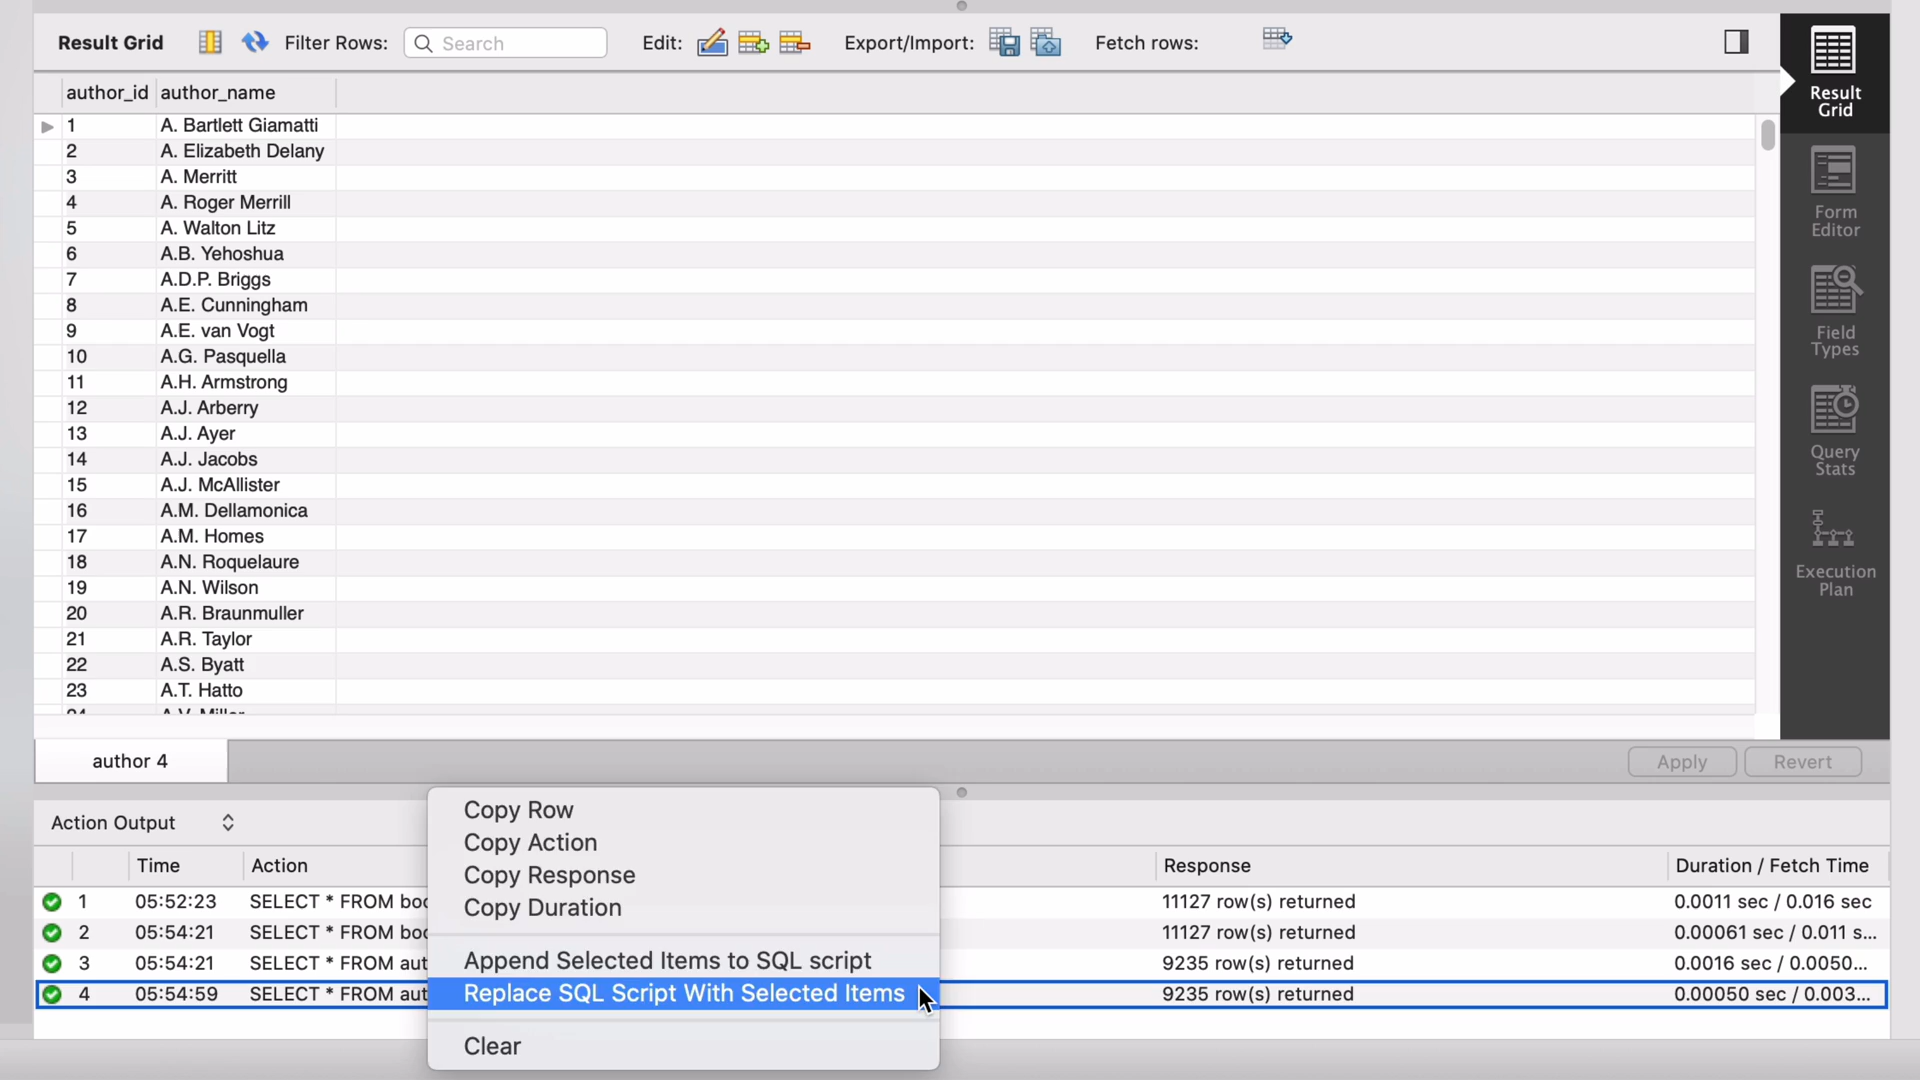 Result Grid Filter Rows: Search Edit: Export/Import: Fetch rows:
author_id author_name
1 A. Bartlett Giamatti
2 A. Elizabeth Delany
3 A. Merritt
4 A. Roger Merrill
5 A. Walton Litz
6 A.B. Yehoshua
7 A.D.P. Briggs
8 A.E. Cunningham
9 A.E. van Vogt
10 A.G. Pasquella
11 A.H. Armstrong
12 A.J. Arberry
13 A.J. Ayer
14 A.J. Jacobs
15 A.J. McAllister
16 A.M. Dellamonica
17 A.M. Homes
18 A.N. Roquelaure
19 A.N. Wilson
20 A.R. Braunmuller
21 A.R. Taylor
22 A.S. Byatt
23 A.T. Hatto
Result
Grid
Form
Editor
Field
Types
Query
Stats
Execution
Plan
author 4 Apply Revert
Action Output
Time Action Response Duration / Fetch Time
1 05:52:23 SELECT * FROM boo 11127 row(s) returned 0.0011 sec / 0.016 sec
2 05:54:21 SELECT * FROM boo 11127 row(s) returned 0.00061 sec / 0.011 s...
3 05:54:21 SELECT * FROM aut 9235 row(s) returned 0.0016 sec / 0.0050...
4 05:54:59 SELECT * FROM aut 9235 row(s) returned 0.00050 sec / 0.003...
Copy Row
Copy Action
Copy Response
Copy Duration
Append Selected Items to SQL script
Replace SQL Script With Selected Items
Clear